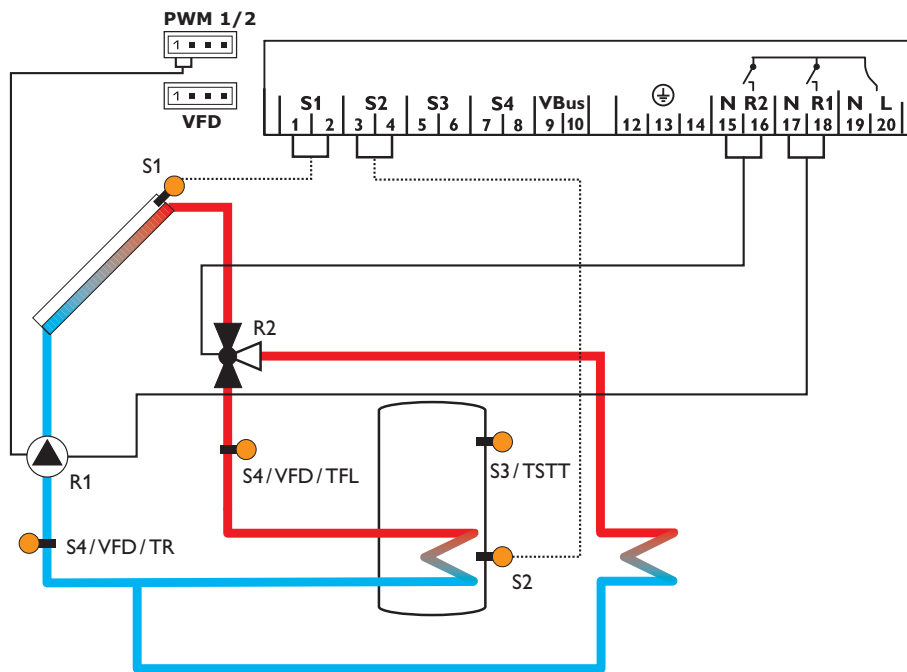 PWM 1/2
1
1
VFD
S1 S2 S3 S4 VBus N R2 N R1 N L
1 2 3 4 5 6 7 8 9 10 12 13 14 15 16 17 18 19 20
S1
R2
S4/VFD/TFL
S3/TSTT
R1
S4/VFD/TR
S2